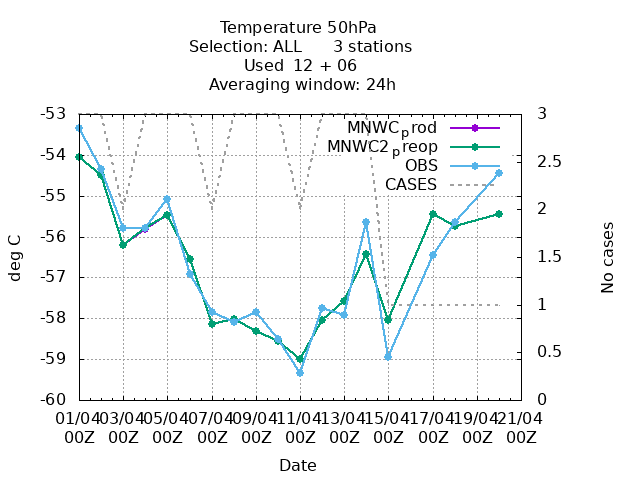 Temperature 50hPa
Selection: ALL 3 stations
Used 12 + 06
Averaging window: 24h
MNWC_prod
MNWC2_preop
OBS
CASES
-53
-54
-55
-56
-57
-58
-59
-60
deg C
3
2.5
2
1.5
1
0.5
0
No cases
01/04 03/04 05/04 07/04 09/04 11/04 13/04 15/04 17/04 19/04 21/04
00Z 00Z 00Z 00Z 00Z 00Z 00Z 00Z 00Z 00Z 00Z
Date